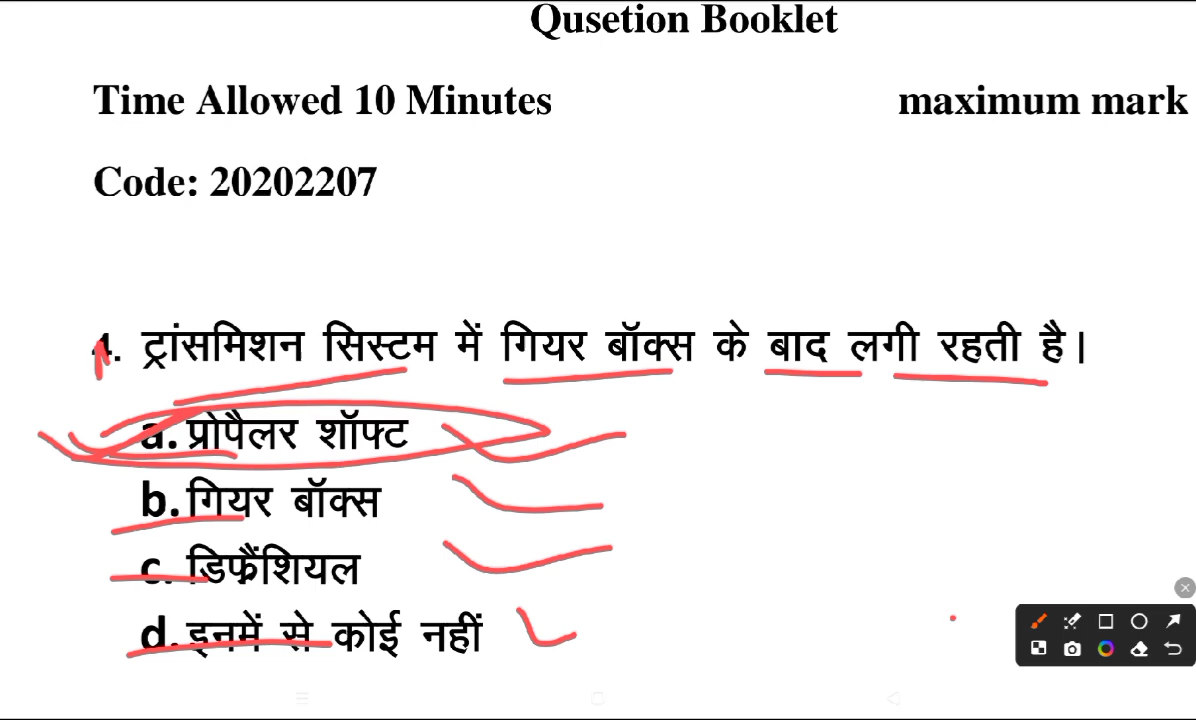 Qusetion Booklet
Time Allowed 10 Minutes maximum mark
Code: 20202207
4. ट्रांसमिशन सिस्टम में गियर बॉक्स के बाद लगी रहती है।
a. प्रोपैलर शॉफ्ट
b. गियर बॉक्स
c. डिफ्रैंशियल
d. इनमें से कोई नहीं